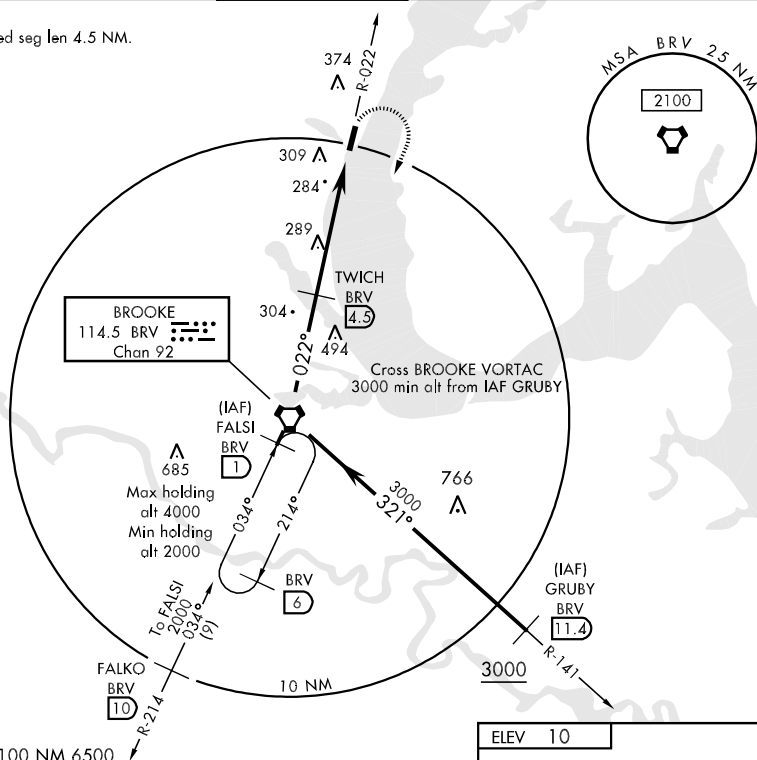 ed seg len 4.5 NM.
MSA BRV 25 NM
2100
374
R-022
309
284
289
TWICH
BRV
4.5
304
494
BROOKE
114.5 BRV
Chan 92
022°
Cross BROOKE VORTAC
3000 min alt from IAF GRUBY
(IAF)
FALSI
BRV
1
685
Max holding
alt 4000
Min holding
alt 2000
034°
214°
766
3000
321°
BRV
6
(IAF)
GRUBY
BRV
11.4
To FALSI
2000
034°
(9)
3000
R-141
FALKO
BRV
10
R-214
10 NM
100 NM 6500
ELEV 10